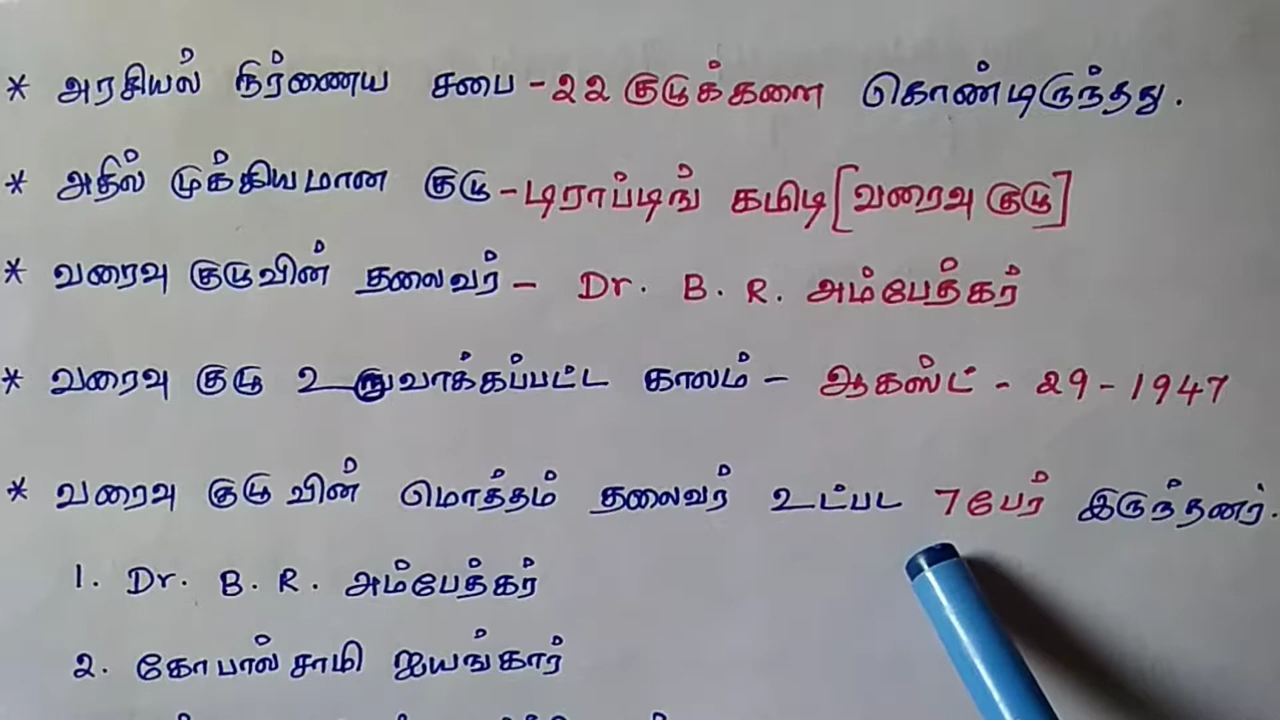 * அரசியல் நிர்ணைய சபை - 22 குழுக்களை கொண்டிருந்தது.
* அதில் முக்கியமான குழு - டிராப்டிங் கமிடி [வரைவு குழு]
* வரைவு குழுவின் தலைவர் - Dr. B. R. அம்பேத்கர்
* வரைவு குழு உருவாக்கப்பட்ட காலம் - ஆகஸ்ட் - 29 - 1947
* வரைவு குழுவின் மொத்தம் தலைவர் உட்பட 7 பேர் இருந்தனர்.
1. Dr. B. R. அம்பேத்கர்
2. கோபால்சாமி ஐயங்கார்